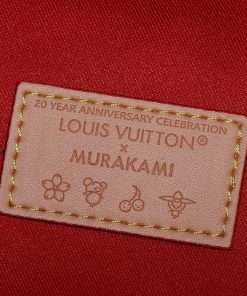 20 YEAR ANNIVERSARY CELEBRATION
LOUIS VUITTON®
×
MURAKAMI